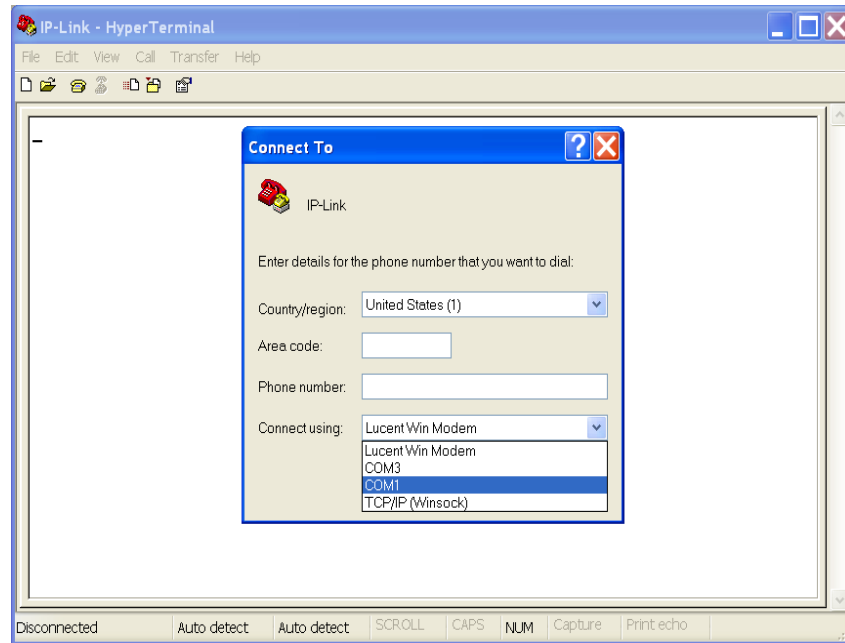 IP-Link - HyperTerminal
File Edit View Call Transfer Help
Connect To
?
IP-Link
Enter details for the phone number that you want to dial:
Country/region: United States (1)
Area code:
Phone number:
Connect using: Lucent Win Modem
Lucent Win Modem
COM3
COM1
TCP/IP (Winsock)
Disconnected Auto detect Auto detect SCROLL CAPS NUM Capture Print echo